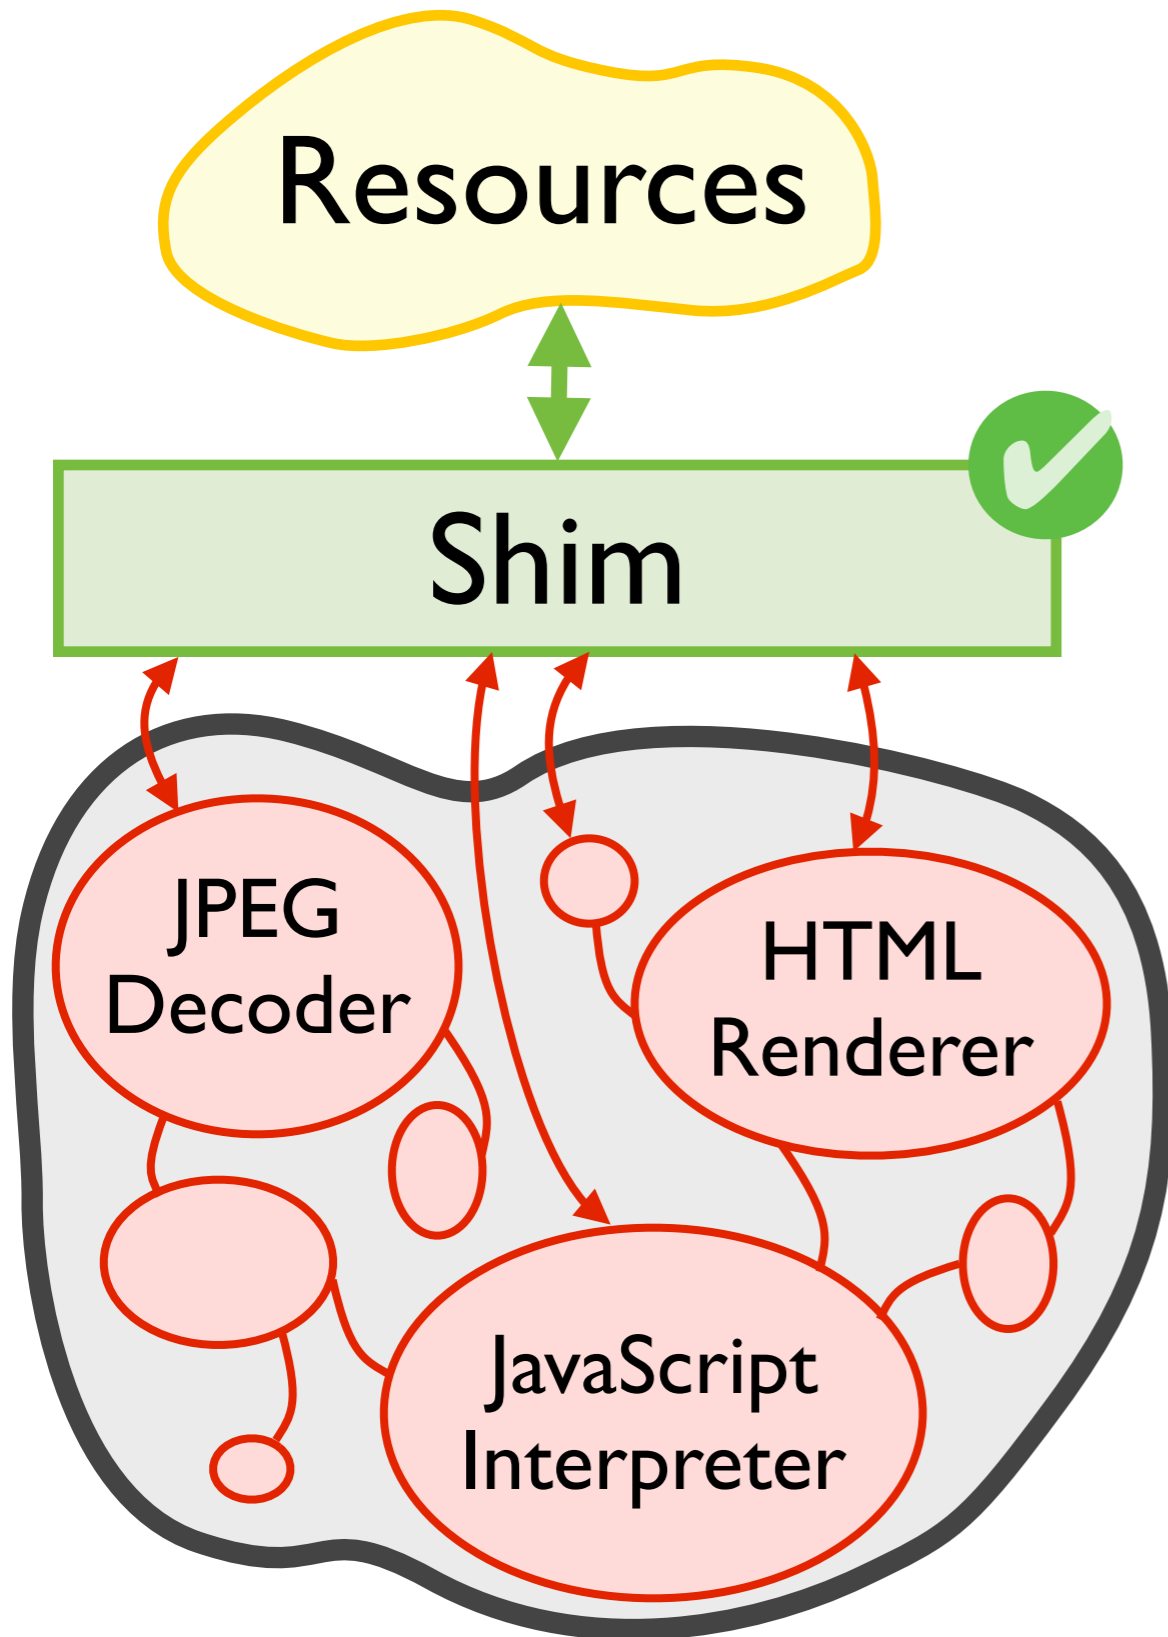 Resources
Shim
JPEG
Decoder
HTML
Renderer
JavaScript
Interpreter